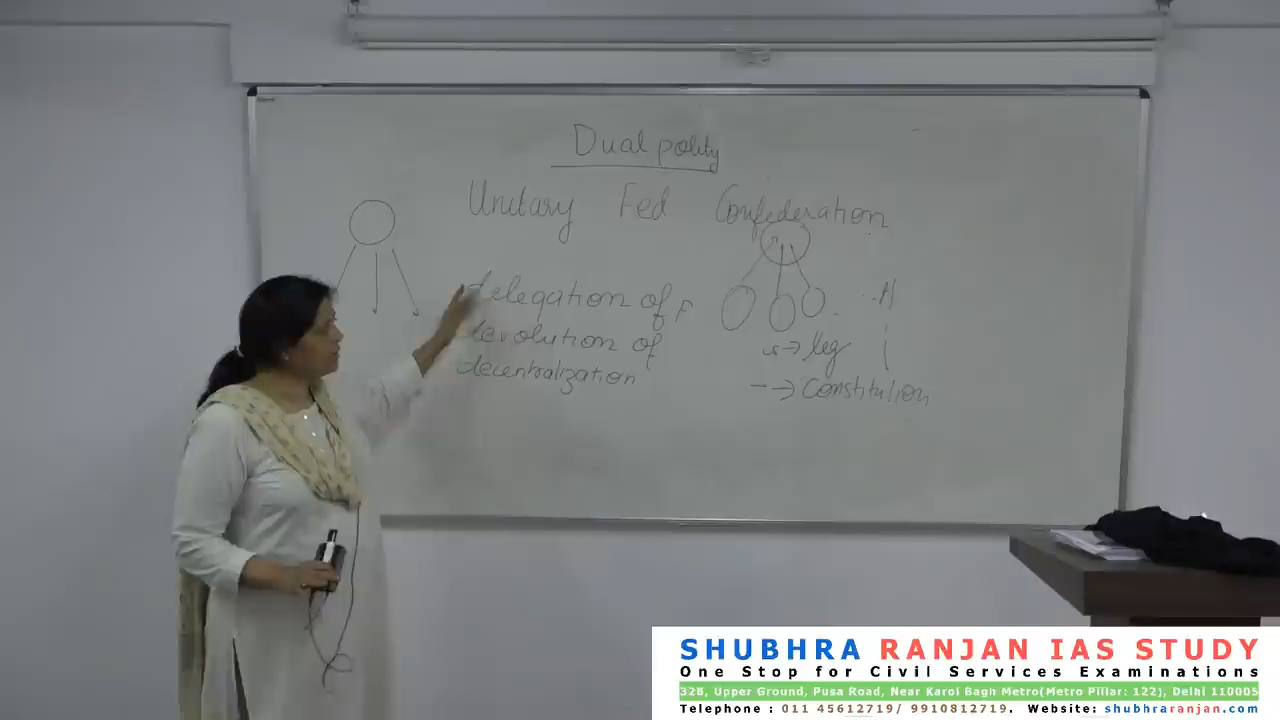 Dual polity
Unitary Fed Confederation
delegation of
devolution of
decentralization
→ leg
--→ Constitution
SHUBHRA RANJAN IAS STUDY
One Stop for Civil Services Examinations
32B, Upper Ground, Pusa Road, Near Karol Bagh Metro(Metro Pillar: 122), Delhi 110005
Telephone : 011 45612719/ 9910812719. Website: shubhraranjan.com